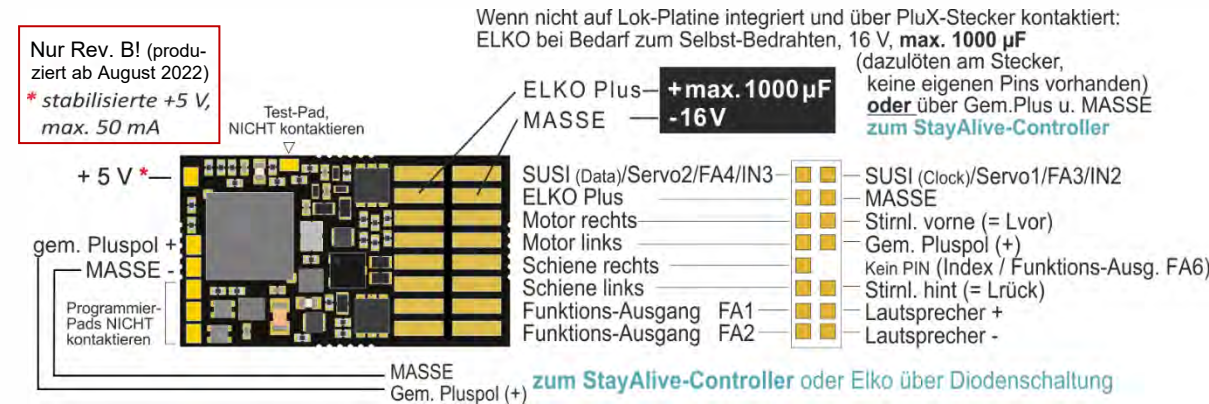 Wenn nicht auf Lok-Platine integriert und über PluX-Stecker kontaktiert:
ELKO bei Bedarf zum Selbst-Bedrahten, 16 V, max. 1000 µF
(dazulöten am Stecker,
keine eigenen Pins vorhanden)
oder über Gem.Plus u. MASSE
zum StayAlive-Controller
Nur Rev. B! (produ-
ziert ab August 2022)
* stabilisierte +5 V,
max. 50 mA
Test-Pad,
NICHT kontaktieren
ELKO Plus
MASSE
+max. 1000 µF
-16V
+ 5 V *
gem. Pluspol +
MASSE -
Programmier-
Pads NICHT
kontaktieren
SUSI (Data)/Servo2/FA4/IN3
ELKO Plus
Motor rechts
Motor links
Schiene rechts
Schiene links
Funktions-Ausgang FA1
Funktions-Ausgang FA2
SUSI (Clock)/Servo1/FA3/IN2
MASSE
Stirnl. vorne (= Lvor)
Gem. Pluspol (+)
Kein PIN (Index / Funktions-Ausg. FA6)
Stirnl. hint (= Lrück)
Lautsprecher +
Lautsprecher -
MASSE
Gem. Pluspol (+)
zum StayAlive-Controller oder Elko über Diodenschaltung